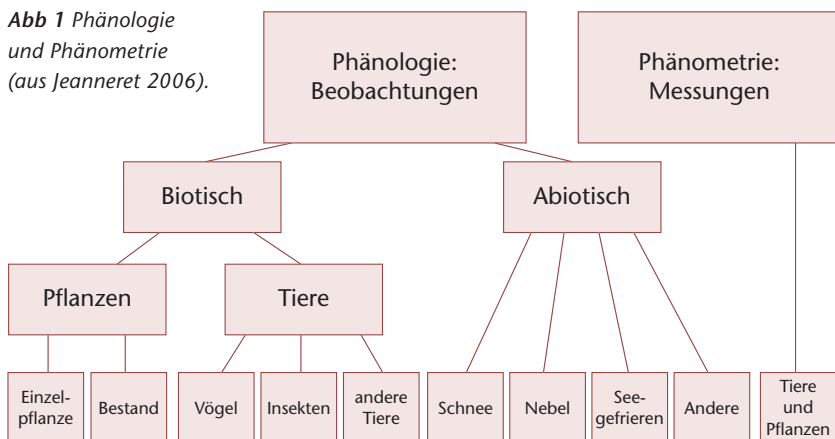 Abb 1 Phänologie
und Phänometrie
(aus Jeanneret 2006).
Phänologie:
Beobachtungen
Phänometrie:
Messungen
Biotisch
Abiotisch
Pflanzen
Tiere
Einzel-
pflanze
Bestand
Vögel
Insekten
andere
Tiere
Schnee
Nebel
See-
gefrieren
Andere
Tiere
und
Pflanzen